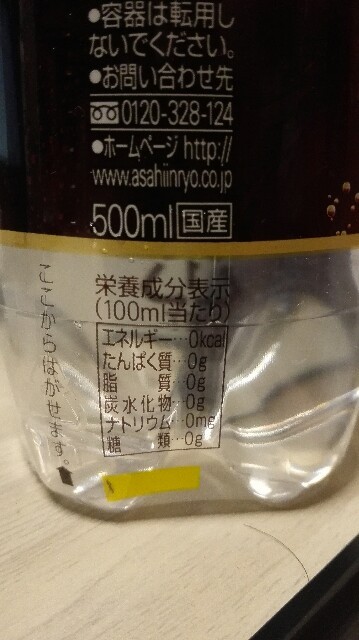 ●容器は転用し
ないでください。
●お問い合わせ先
0120-328-124
●ホームページ http://
www.asahiinryo.co.jp
500ml 国産
栄養成分表示
(100ml当たり)
エネルギー…0kcal
たんぱく質…0g
脂質…0g
炭水化物…0g
ナトリウム…0mg
糖類…0g
ここからはがせます。